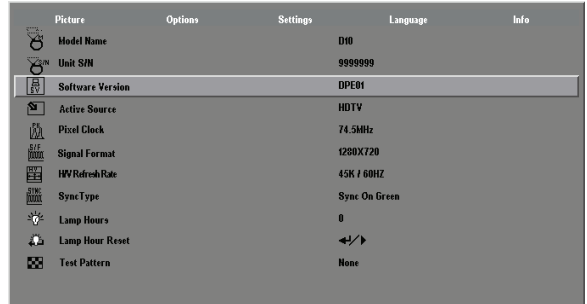 Picture Options Settings Language Info
Model Name D10
Unit S/N 9999999
Software Version DPE01
Active Source HDTV
Pixel Clock 74.5MHz
Signal Format 1280X720
H/V Refresh Rate 45K / 60HZ
SyncType Sync On Green
Lamp Hours 0
Lamp Hour Reset
Test Pattern None